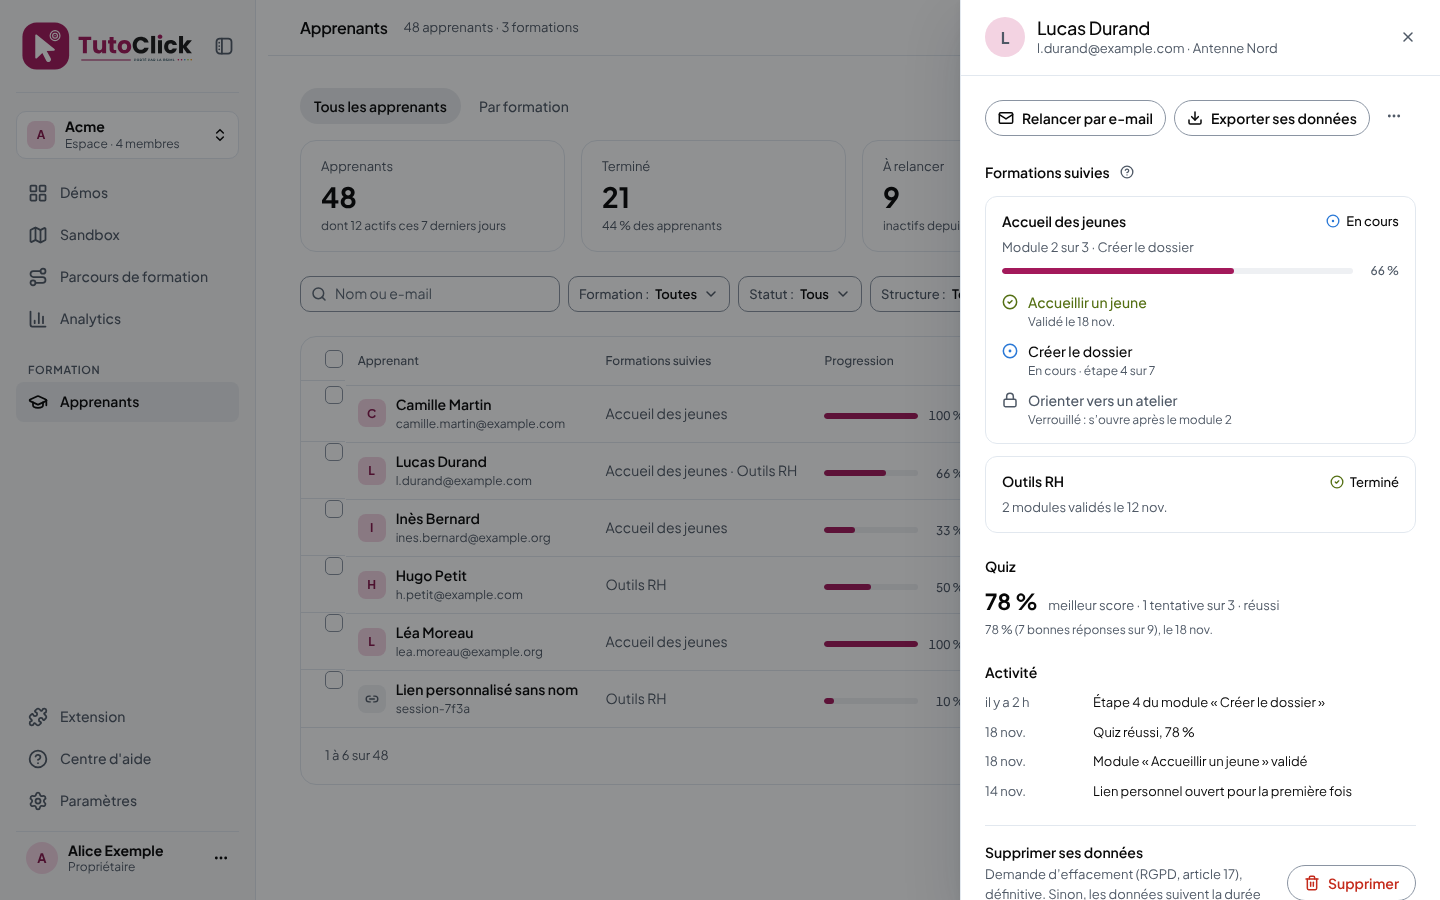 TutoClick
Acme
Espace · 4 membres
Démos
Sandbox
Parcours de formation
Analytics
FORMATION
Apprenants
Extension
Centre d'aide
Paramètres
Alice Exemple
Propriétaire
Apprenants 48 apprenants · 3 formations
Tous les apprenants Par formation
Apprenants
48
dont 12 actifs ces 7 derniers jours
Terminé
21
44 % des apprenants
À relancer
9
inactifs depui
Nom ou e-mail Formation : Toutes Statut : Tous Structure :
Apprenant Formations suivies Progression
C Camille Martin
camille.martin@example.com
Accueil des jeunes 100 %
L Lucas Durand
l.durand@example.com
Accueil des jeunes · Outils RH 66 %
I Inès Bernard
ines.bernard@example.org
Accueil des jeunes 33 %
H Hugo Petit
h.petit@example.com
Outils RH 50 %
L Léa Moreau
lea.moreau@example.org
Accueil des jeunes 100 %
Lien personnalisé sans nom
session-7f3a
Outils RH 10 %
1 à 6 sur 48
L Lucas Durand
l.durand@example.com · Antenne Nord
Relancer par e-mail Exporter ses données
Formations suivies
Accueil des jeunes En cours
Module 2 sur 3 · Créer le dossier
66 %
Accueillir un jeune
Validé le 18 nov.
Créer le dossier
En cours · étape 4 sur 7
Orienter vers un atelier
Verrouillé : s'ouvre après le module 2
Outils RH Terminé
2 modules validés le 12 nov.
Quiz
78 % meilleur score · 1 tentative sur 3 · réussi
78 % (7 bonnes réponses sur 9), le 18 nov.
Activité
il y a 2 h Étape 4 du module « Créer le dossier »
18 nov. Quiz réussi, 78 %
18 nov. Module « Accueillir un jeune » validé
14 nov. Lien personnel ouvert pour la première fois
Supprimer ses données
Demande d'effacement (RGPD, article 17),
définitive. Sinon, les données suivent la durée
Supprimer